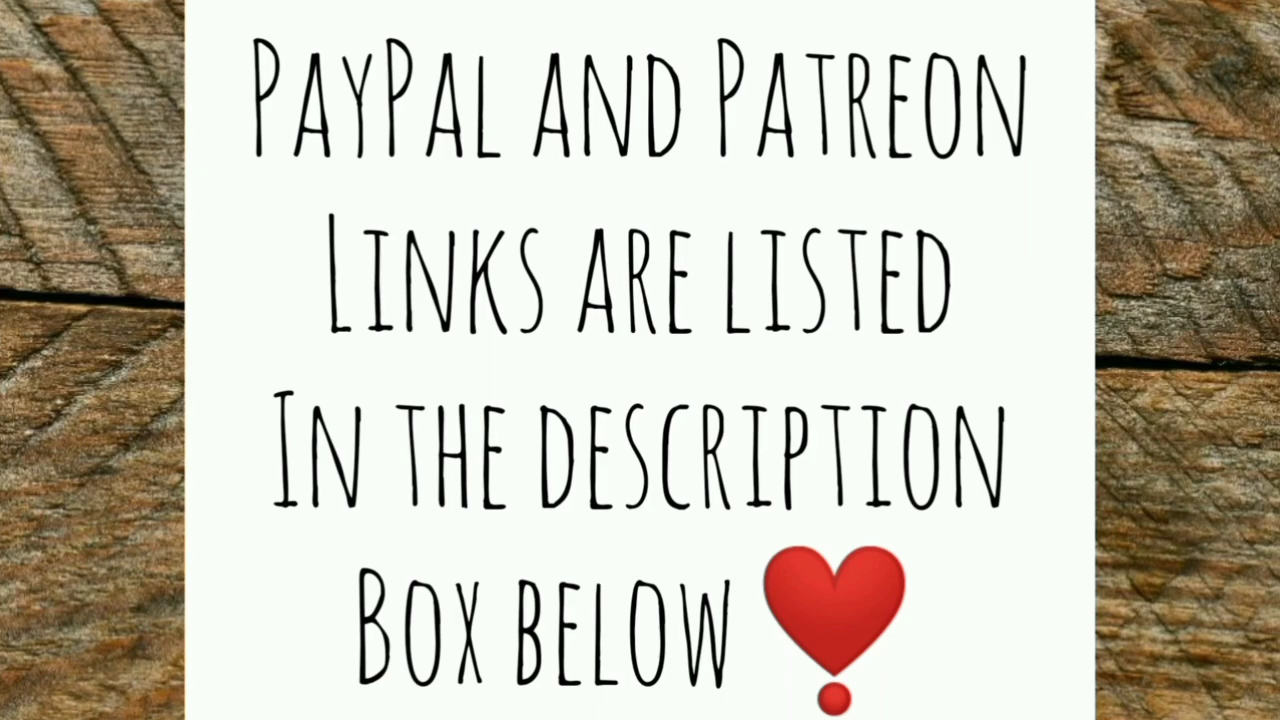 PayPal and Patreon
Links are listed
In the description
Box below ❣